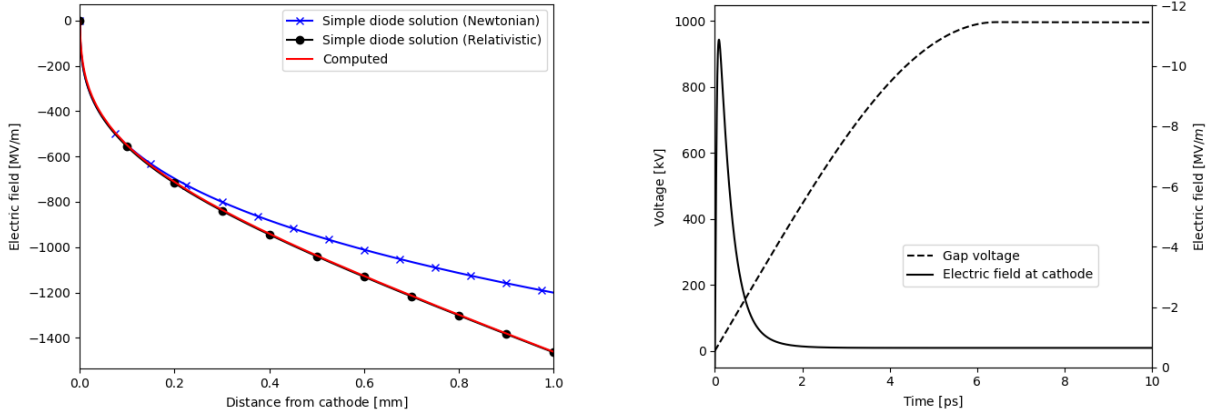 Simple diode solution (Newtonian)
Simple diode solution (Relativistic)
Computed
Electric field [MV/m]
0
−200
−400
−600
−800
−1000
−1200
−1400
0.0 0.2 0.4 0.6 0.8 1.0
Distance from cathode [mm]
Voltage [kV]
1000
800
600
400
200
0
Gap voltage
Electric field at cathode
−12
−10
−8
−6
−4
−2
0
Electric field [MV/m]
0 2 4 6 8 10
Time [ps]